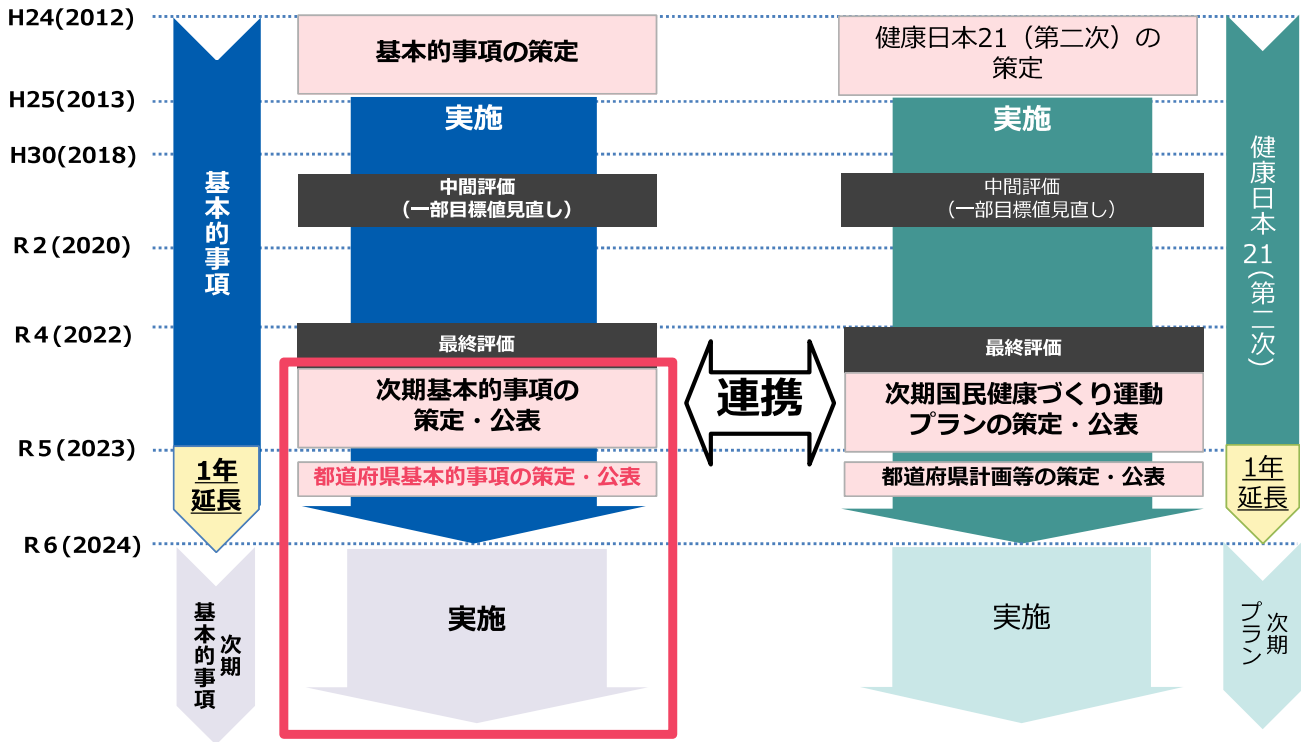 H24(2012)
H25(2013)
H30(2018)
R2(2020)
R4(2022)
R5(2023)
R6(2024)
基本的事項
1年
延長
次期
基本的事項
基本的事項の策定
実施
中間評価
（一部目標値見直し）
最終評価
次期基本的事項の
策定・公表
都道府県基本的事項の策定・公表
実施
連携
健康日本21（第二次）の
策定
実施
中間評価
（一部目標値見直し）
最終評価
次期国民健康づくり運動
プランの策定・公表
都道府県計画等の策定・公表
実施
健康日本21(第二次)
1年
延長
次期
プラン